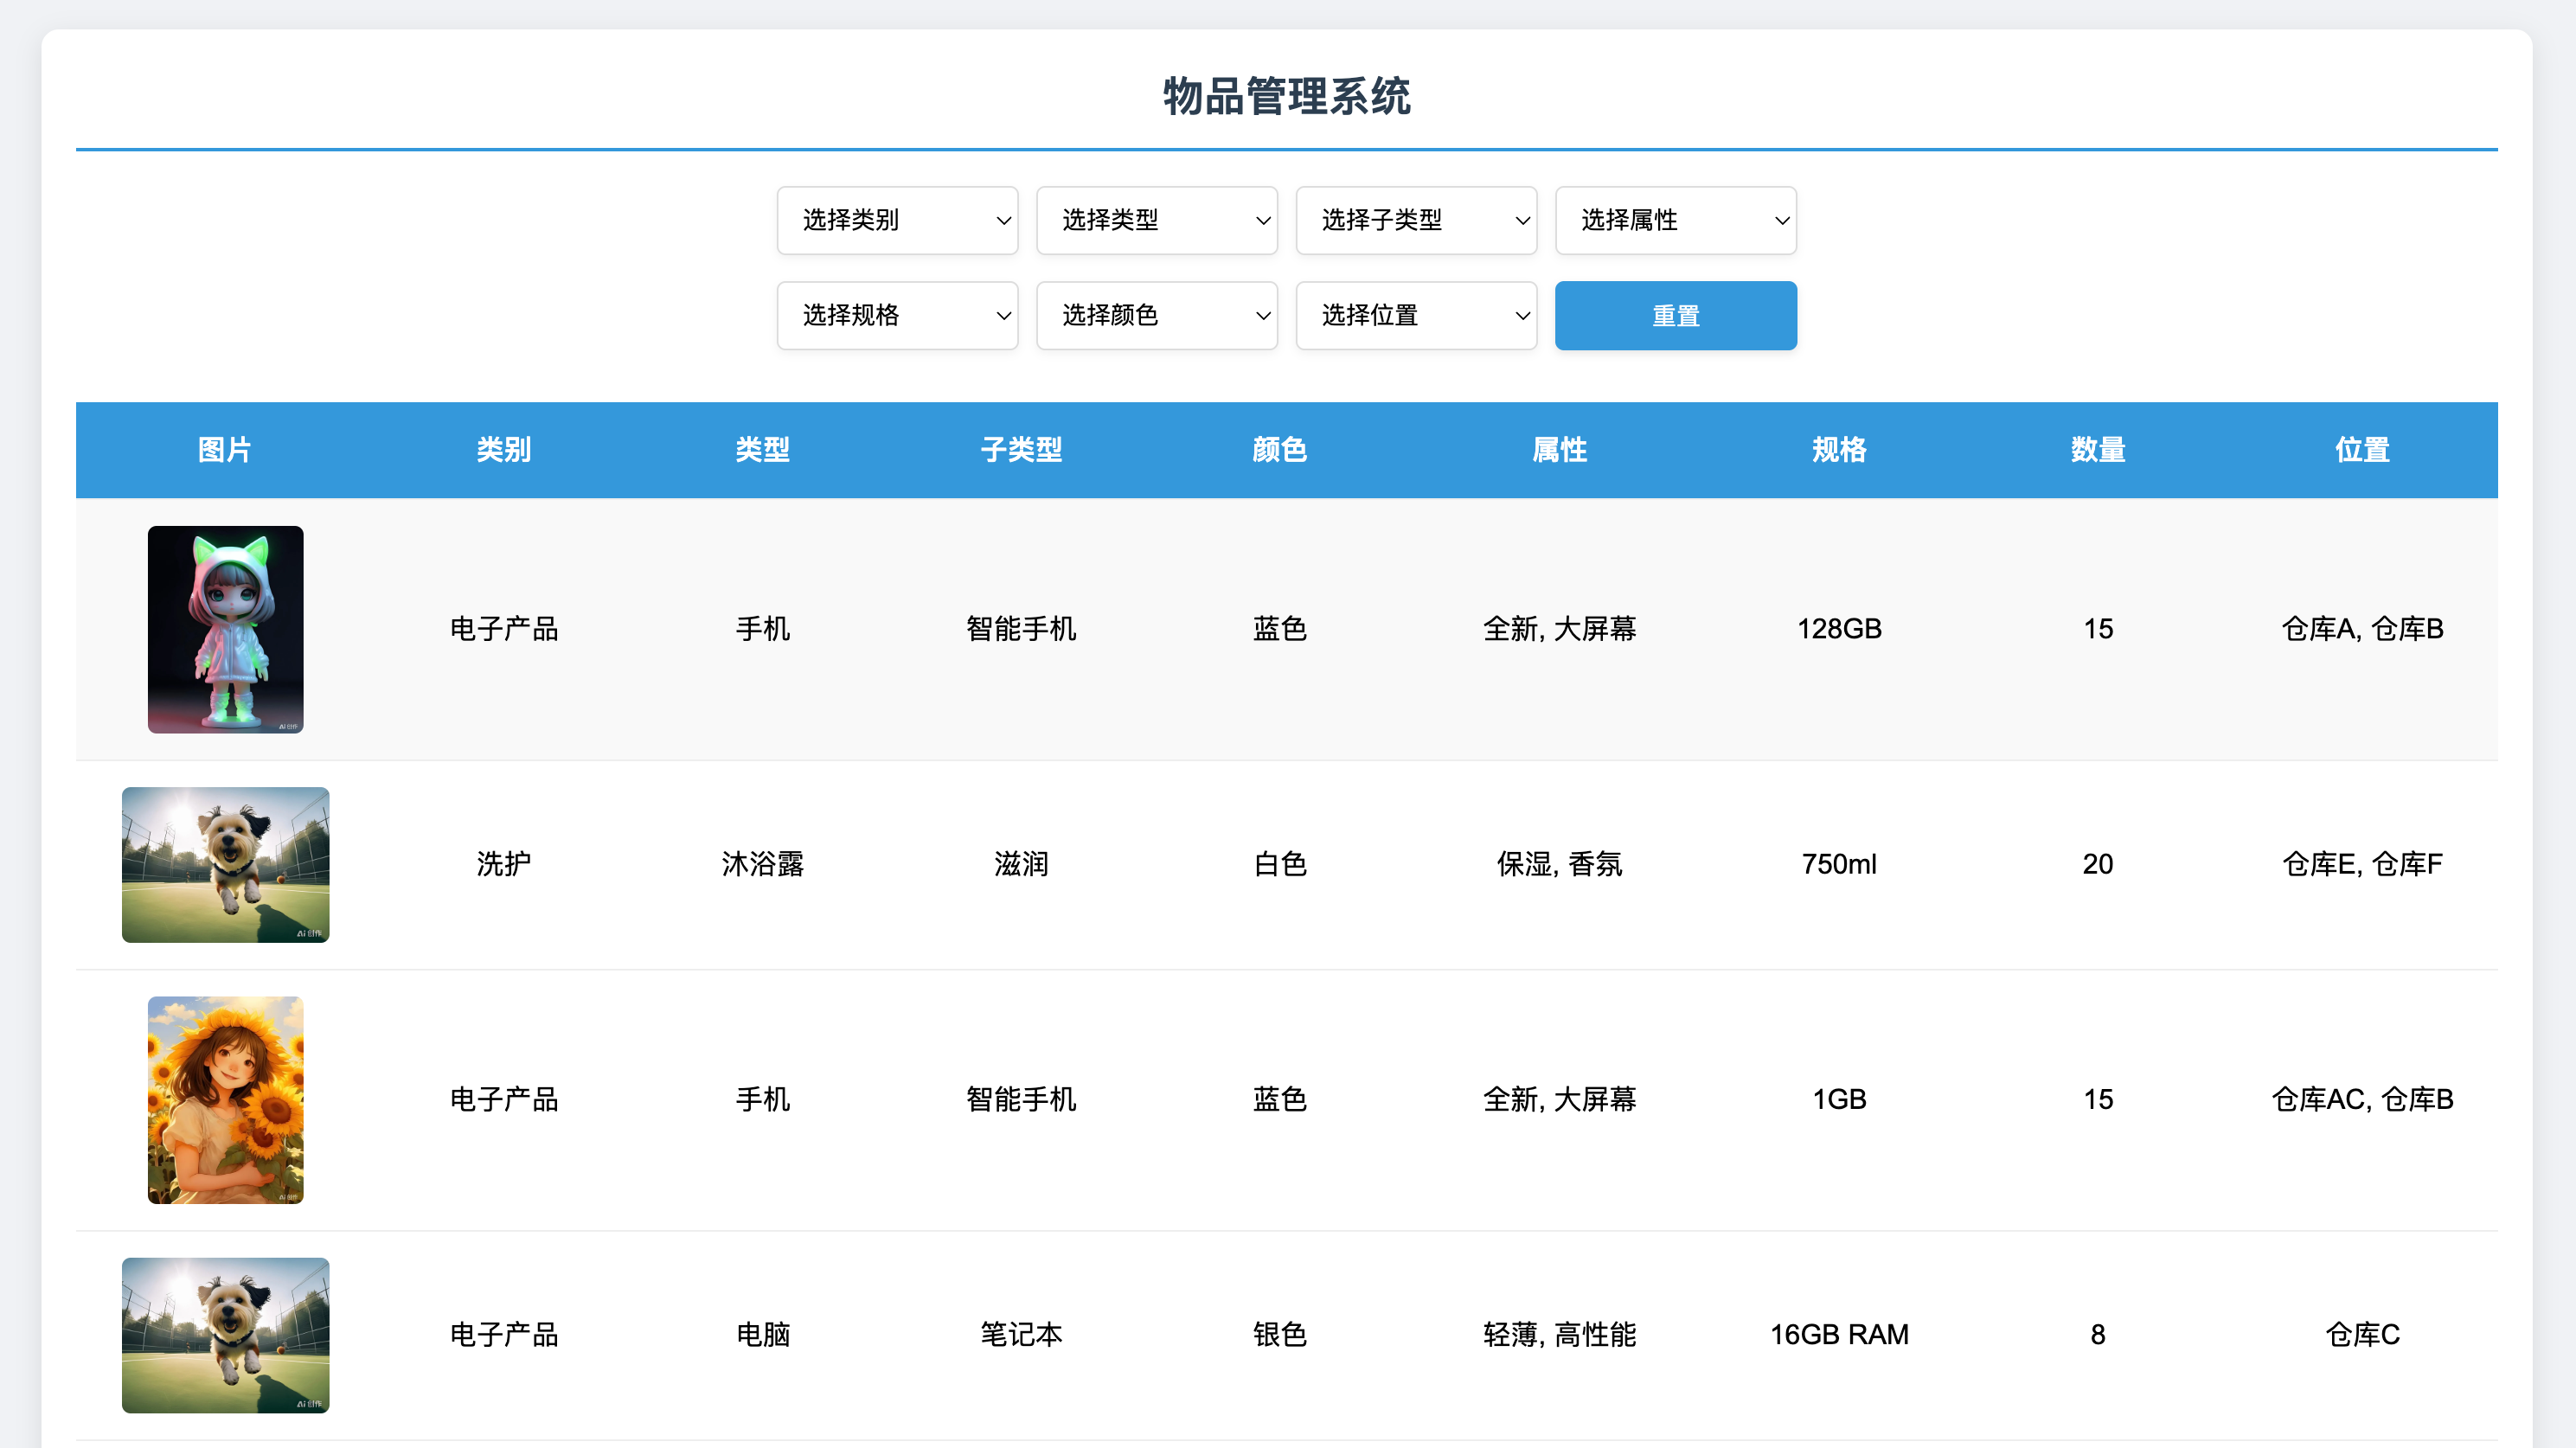 物品管理系统
选择类别 选择类型 选择子类型 选择属性
选择规格 选择颜色 选择位置 重置
图片 类别 类型 子类型 颜色 属性 规格 数量 位置
电子产品 手机 智能手机 蓝色 全新, 大屏幕 128GB 15 仓库A, 仓库B
Ai 创作
洗护 沐浴露 滋润 白色 保湿, 香氛 750ml 20 仓库E, 仓库F
Ai 创作
电子产品 手机 智能手机 蓝色 全新, 大屏幕 1GB 15 仓库AC, 仓库B
Ai 创作
电子产品 电脑 笔记本 银色 轻薄, 高性能 16GB RAM 8 仓库C
Ai 创作